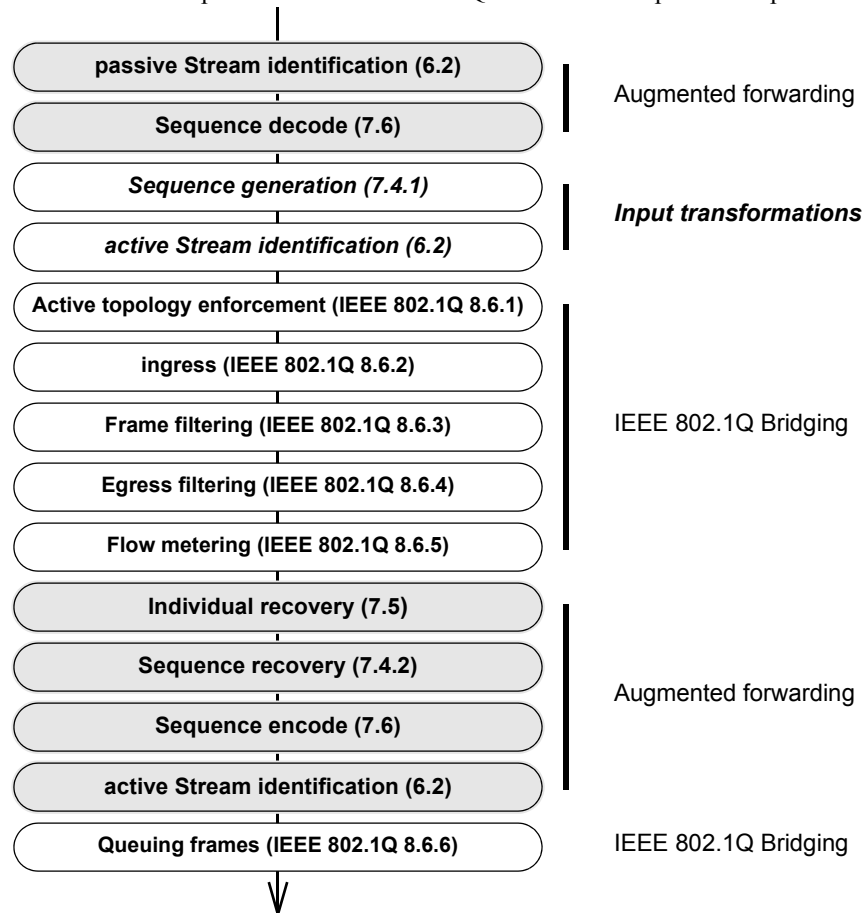 passive Stream identification (6.2)
Augmented forwarding
Sequence decode (7.6)
Sequence generation (7.4.1)
Input transformations
active Stream identification (6.2)
Active topology enforcement (IEEE 802.1Q 8.6.1)
ingress (IEEE 802.1Q 8.6.2)
Frame filtering (IEEE 802.1Q 8.6.3)
IEEE 802.1Q Bridging
Egress filtering (IEEE 802.1Q 8.6.4)
Flow metering (IEEE 802.1Q 8.6.5)
Individual recovery (7.5)
Sequence recovery (7.4.2)
Augmented forwarding
Sequence encode (7.6)
active Stream identification (6.2)
Queuing frames (IEEE 802.1Q 8.6.6)
IEEE 802.1Q Bridging